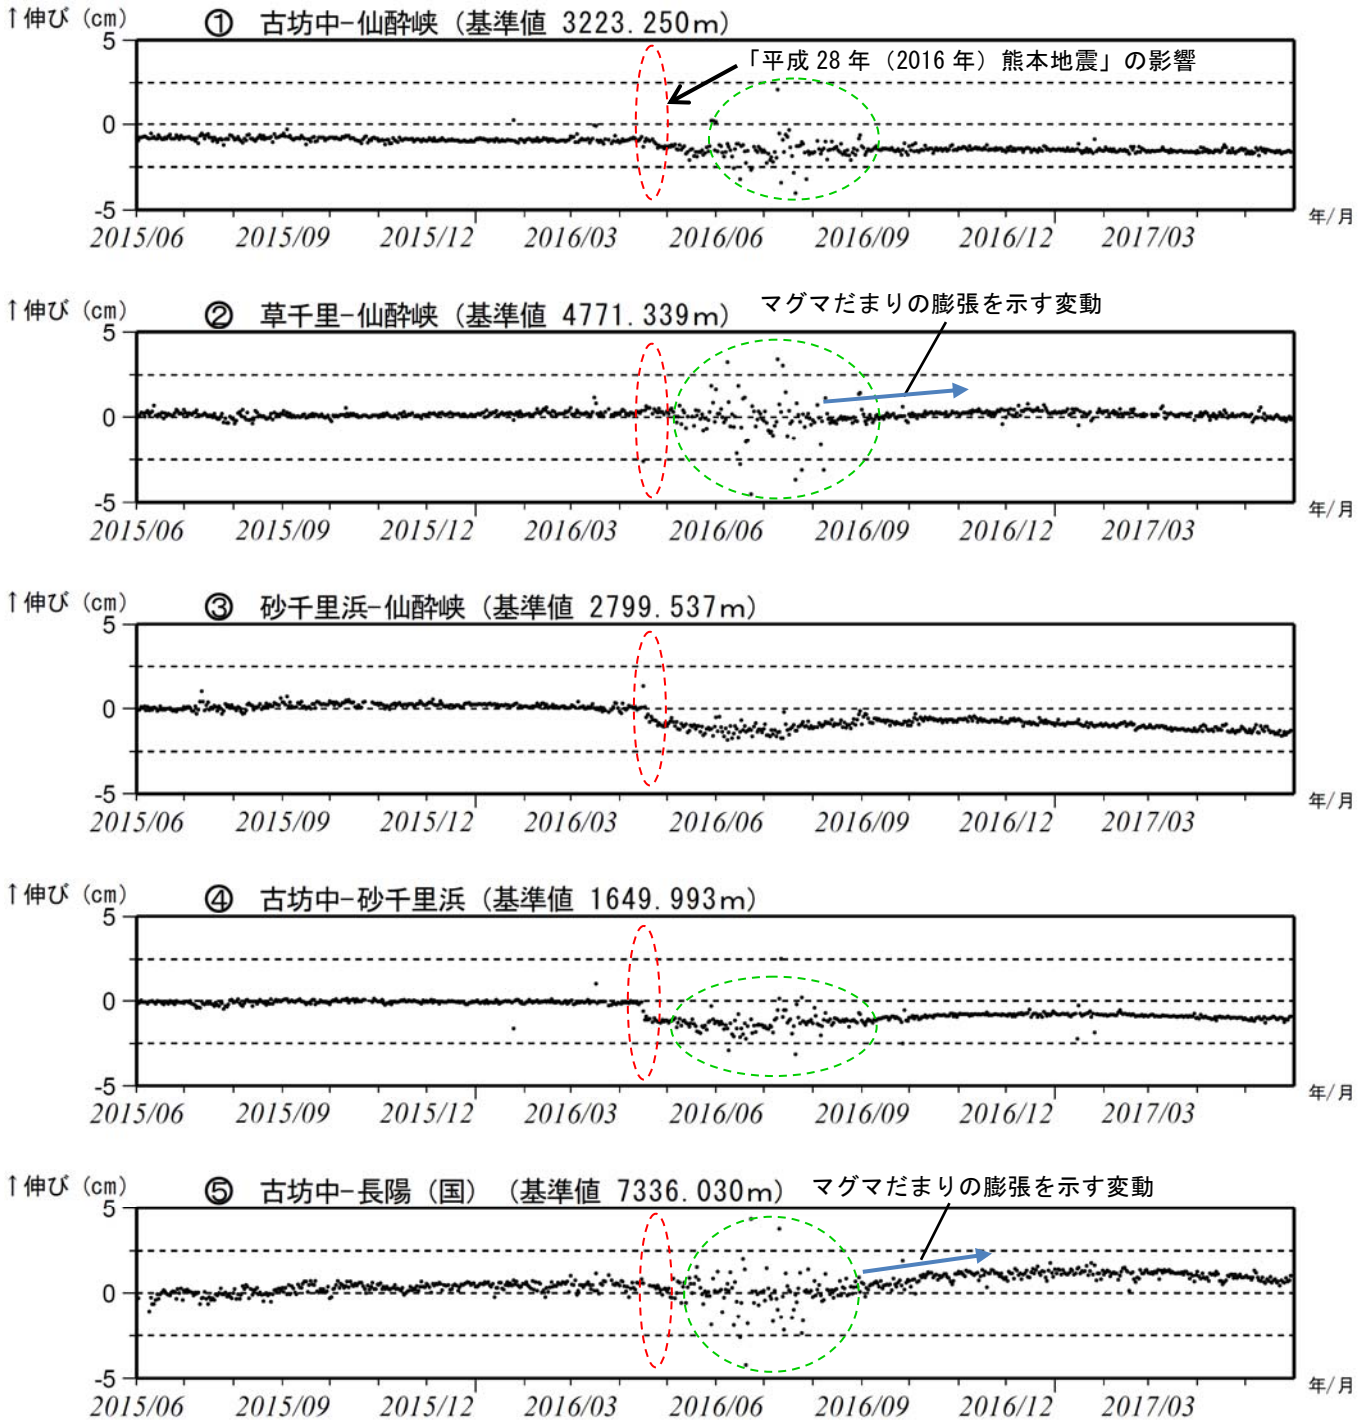 ↑伸び（cm） ① 古坊中−仙酔峡（基準値 3223.250m）
5
「平成 28 年（2016 年）熊本地震」の影響
0
-5
2015/06 2015/09 2015/12 2016/03 2016/06 2016/09 2016/12 2017/03 年/月
↑伸び（cm） ② 草千里−仙酔峡（基準値 4771.339m） マグマだまりの膨張を示す変動
5
0
-5
2015/06 2015/09 2015/12 2016/03 2016/06 2016/09 2016/12 2017/03 年/月
↑伸び（cm） ③ 砂千里浜−仙酔峡（基準値 2799.537m）
5
0
-5
2015/06 2015/09 2015/12 2016/03 2016/06 2016/09 2016/12 2017/03 年/月
↑伸び（cm） ④ 古坊中−砂千里浜（基準値 1649.993m）
5
0
-5
2015/06 2015/09 2015/12 2016/03 2016/06 2016/09 2016/12 2017/03 年/月
↑伸び（cm） ⑤ 古坊中−長陽（国）（基準値 7336.030m） マグマだまりの膨張を示す変動
5
0
-5
2015/06 2015/09 2015/12 2016/03 2016/06 2016/09 2016/12 2017/03 年/月